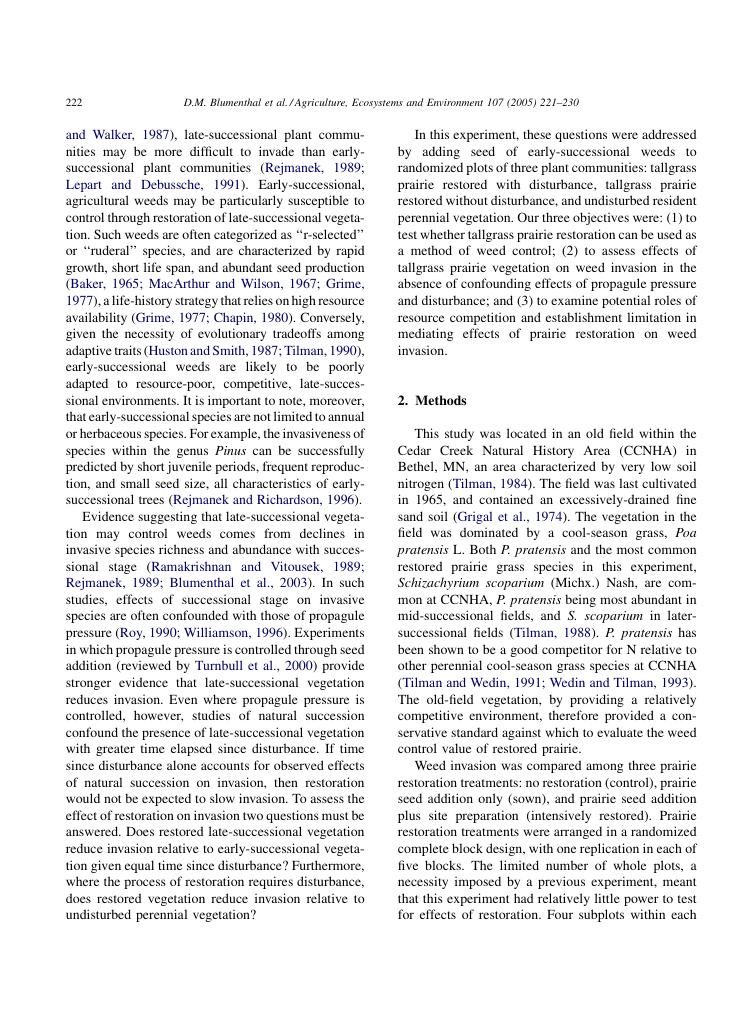 222
D.M. Blumenthal et al. / Agriculture, Ecosystems and Environment 107 (2005) 221–230
and Walker, 1987), late-successional plant commu-
nities may be more difficult to invade than early-
successional plant communities (Rejmanek, 1989;
Lepart and Debussche, 1991). Early-successional,
agricultural weeds may be particularly susceptible to
control through restoration of late-successional vegeta-
tion. Such weeds are often categorized as ‘‘r-selected’’
or ‘‘ruderal’’ species, and are characterized by rapid
growth, short life span, and abundant seed production
(Baker, 1965; MacArthur and Wilson, 1967; Grime,
1977), a life-history strategy that relies on high resource
availability (Grime, 1977; Chapin, 1980). Conversely,
given the necessity of evolutionary tradeoffs among
adaptive traits (Huston and Smith, 1987; Tilman, 1990),
early-successional weeds are likely to be poorly
adapted to resource-poor, competitive, late-succes-
sional environments. It is important to note, moreover,
that early-successional species are not limited to annual
or herbaceous species. For example, the invasiveness of
species within the genus Pinus can be successfully
predicted by short juvenile periods, frequent reproduc-
tion, and small seed size, all characteristics of early-
successional trees (Rejmanek and Richardson, 1996).
Evidence suggesting that late-successional vegeta-
tion may control weeds comes from declines in
invasive species richness and abundance with succes-
sional stage (Ramakrishnan and Vitousek, 1989;
Rejmanek, 1989; Blumenthal et al., 2003). In such
studies, effects of successional stage on invasive
species are often confounded with those of propagule
pressure (Roy, 1990; Williamson, 1996). Experiments
in which propagule pressure is controlled through seed
addition (reviewed by Turnbull et al., 2000) provide
stronger evidence that late-successional vegetation
reduces invasion. Even where propagule pressure is
controlled, however, studies of natural succession
confound the presence of late-successional vegetation
with greater time elapsed since disturbance. If time
since disturbance alone accounts for observed effects
of natural succession on invasion, then restoration
would not be expected to slow invasion. To assess the
effect of restoration on invasion two questions must be
answered. Does restored late-successional vegetation
reduce invasion relative to early-successional vegeta-
tion given equal time since disturbance? Furthermore,
where the process of restoration requires disturbance,
does restored vegetation reduce invasion relative to
undisturbed perennial vegetation?
In this experiment, these questions were addressed
by adding seed of early-successional weeds to
randomized plots of three plant communities: tallgrass
prairie restored with disturbance, tallgrass prairie
restored without disturbance, and undisturbed resident
perennial vegetation. Our three objectives were: (1) to
test whether tallgrass prairie restoration can be used as
a method of weed control; (2) to assess effects of
tallgrass prairie vegetation on weed invasion in the
absence of confounding effects of propagule pressure
and disturbance; and (3) to examine potential roles of
resource competition and establishment limitation in
mediating effects of prairie restoration on weed
invasion.
2. Methods
This study was located in an old field within the
Cedar Creek Natural History Area (CCNHA) in
Bethel, MN, an area characterized by very low soil
nitrogen (Tilman, 1984). The field was last cultivated
in 1965, and contained an excessively-drained fine
sand soil (Grigal et al., 1974). The vegetation in the
field was dominated by a cool-season grass, Poa
pratensis L. Both P. pratensis and the most common
restored prairie grass species in this experiment,
Schizachyrium scoparium (Michx.) Nash, are com-
mon at CCNHA, P. pratensis being most abundant in
mid-successional fields, and S. scoparium in later-
successional fields (Tilman, 1988). P. pratensis has
been shown to be a good competitor for N relative to
other perennial cool-season grass species at CCNHA
(Tilman and Wedin, 1991; Wedin and Tilman, 1993).
The old-field vegetation, by providing a relatively
competitive environment, therefore provided a con-
servative standard against which to evaluate the weed
control value of restored prairie.
Weed invasion was compared among three prairie
restoration treatments: no restoration (control), prairie
seed addition only (sown), and prairie seed addition
plus site preparation (intensively restored). Prairie
restoration treatments were arranged in a randomized
complete block design, with one replication in each of
five blocks. The limited number of whole plots, a
necessity imposed by a previous experiment, meant
that this experiment had relatively little power to test
for effects of restoration. Four subplots within each